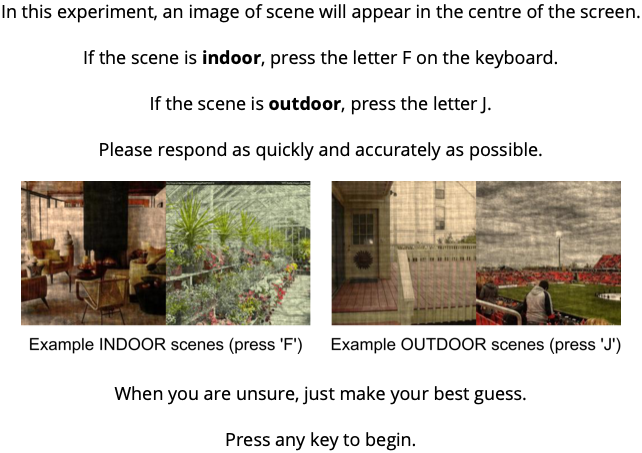 In this experiment, an image of scene will appear in the centre of the screen.
If the scene is indoor, press the letter F on the keyboard.
If the scene is outdoor, press the letter J.
Please respond as quickly and accurately as possible.
Example INDOOR scenes (press 'F')
Example OUTDOOR scenes (press 'J')
When you are unsure, just make your best guess.
Press any key to begin.